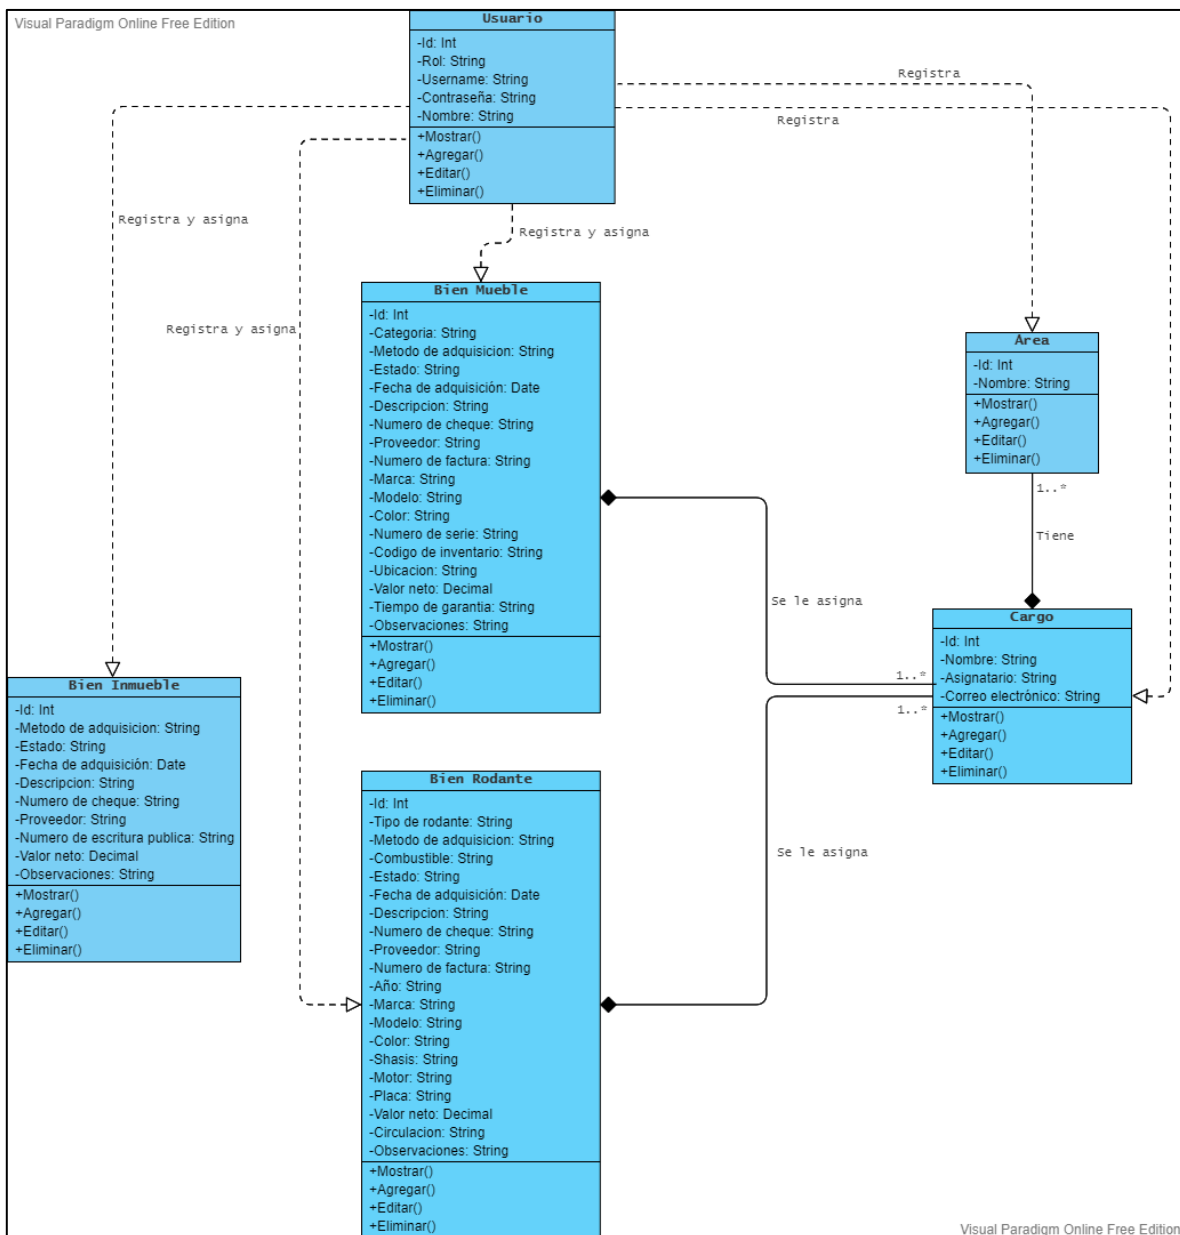 Visual Paradigm Online Free Edition
Usuario
-Id: Int
-Rol: String
-Username: String
-Contraseña: String
-Nombre: String
+Mostrar()
+Agregar()
+Editar()
+Eliminar()
Registra
Registra
Registra y asigna
Registra y asigna
Registra y asigna
Bien Mueble
-Id: Int
-Categoria: String
-Metodo de adquisicion: String
-Estado: String
-Fecha de adquisición: Date
-Descripcion: String
-Numero de cheque: String
-Proveedor: String
-Numero de factura: String
-Marca: String
-Modelo: String
-Color: String
-Numero de serie: String
-Codigo de inventario: String
-Ubicacion: String
-Valor neto: Decimal
-Tiempo de garantia: String
-Observaciones: String
+Mostrar()
+Agregar()
+Editar()
+Eliminar()
Area
-Id: Int
-Nombre: String
+Mostrar()
+Agregar()
+Editar()
+Eliminar()
1..*
Tiene
Se le asigna
Cargo
-Id: Int
-Nombre: String
-Asignatario: String
-Correo electrónico: String
+Mostrar()
+Agregar()
+Editar()
+Eliminar()
1..*
1..*
Bien Inmueble
-Id: Int
-Metodo de adquisicion: String
-Estado: String
-Fecha de adquisición: Date
-Descripcion: String
-Numero de cheque: String
-Proveedor: String
-Numero de escritura publica: String
-Valor neto: Decimal
-Observaciones: String
+Mostrar()
+Agregar()
+Editar()
+Eliminar()
Bien Rodante
-Id: Int
-Tipo de rodante: String
-Metodo de adquisicion: String
-Combustible: String
-Estado: String
-Fecha de adquisición: Date
-Descripcion: String
-Numero de cheque: String
-Proveedor: String
-Numero de factura: String
-Año: String
-Marca: String
-Modelo: String
-Color: String
-Shasis: String
-Motor: String
-Placa: String
-Valor neto: Decimal
-Circulacion: String
-Observaciones: String
+Mostrar()
+Agregar()
+Editar()
+Eliminar()
Se le asigna
Visual Paradigm Online Free Edition